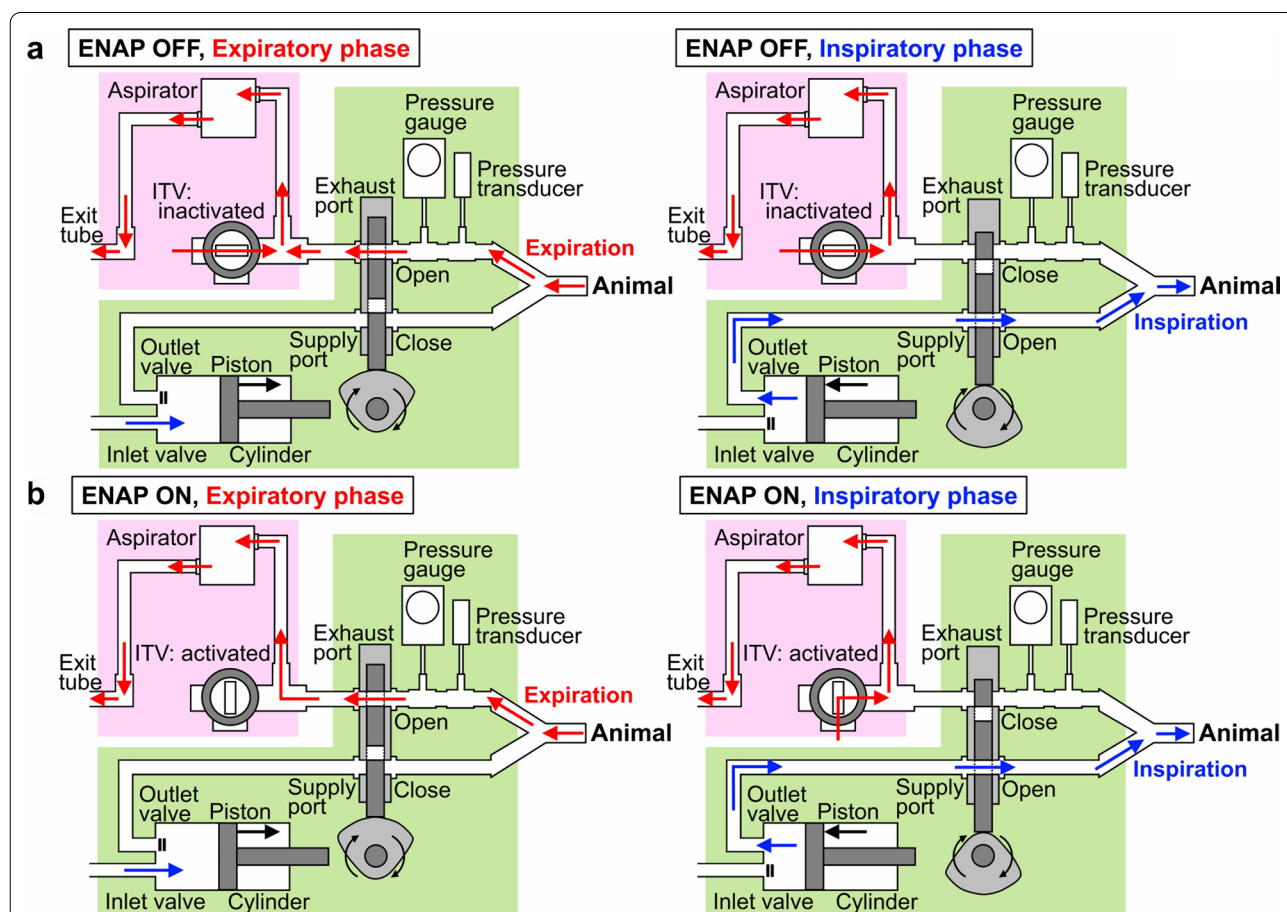 a
ENAP OFF, Expiratory phase
Aspirator
Pressure
gauge
Pressure
transducer
ITV:
inactivated
Exhaust
port
Exit
tube
Expiration
Open
Animal
Outlet
valve
Piston
Supply
port
Close
Inlet valve
Cylinder
ENAP OFF, Inspiratory phase
Aspirator
Pressure
gauge
Pressure
transducer
ITV:
inactivated
Exhaust
port
Exit
tube
Close
Animal
Inspiration
Outlet
valve
Piston
Supply
port
Open
Inlet valve
Cylinder
b
ENAP ON, Expiratory phase
Aspirator
Pressure
gauge
Pressure
transducer
ITV: activated
Exhaust
port
Exit
tube
Expiration
Open
Animal
Outlet
valve
Piston
Supply
port
Close
Inlet valve
Cylinder
ENAP ON, Inspiratory phase
Aspirator
Pressure
gauge
Pressure
transducer
ITV: activated
Exhaust
port
Exit
tube
Close
Animal
Inspiration
Outlet
valve
Piston
Supply
port
Open
Inlet valve
Cylinder